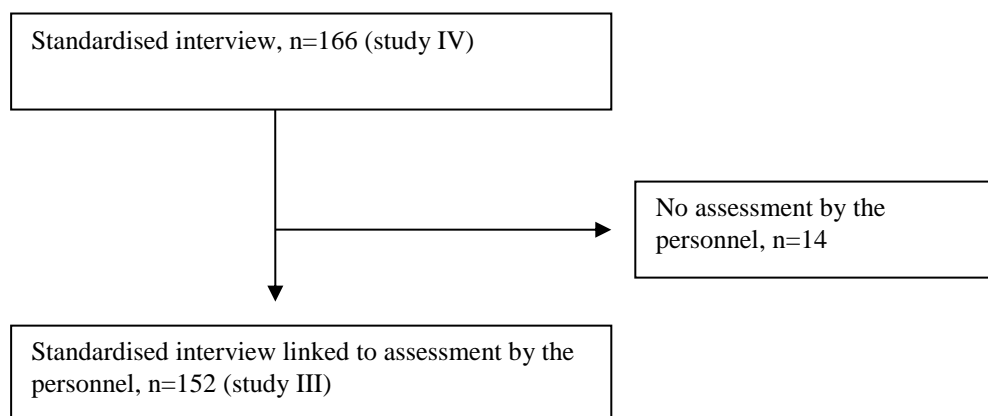 Standardised interview, n=166 (study IV)
No assessment by the
personnel, n=14
Standardised interview linked to assessment by the
personnel, n=152 (study III)